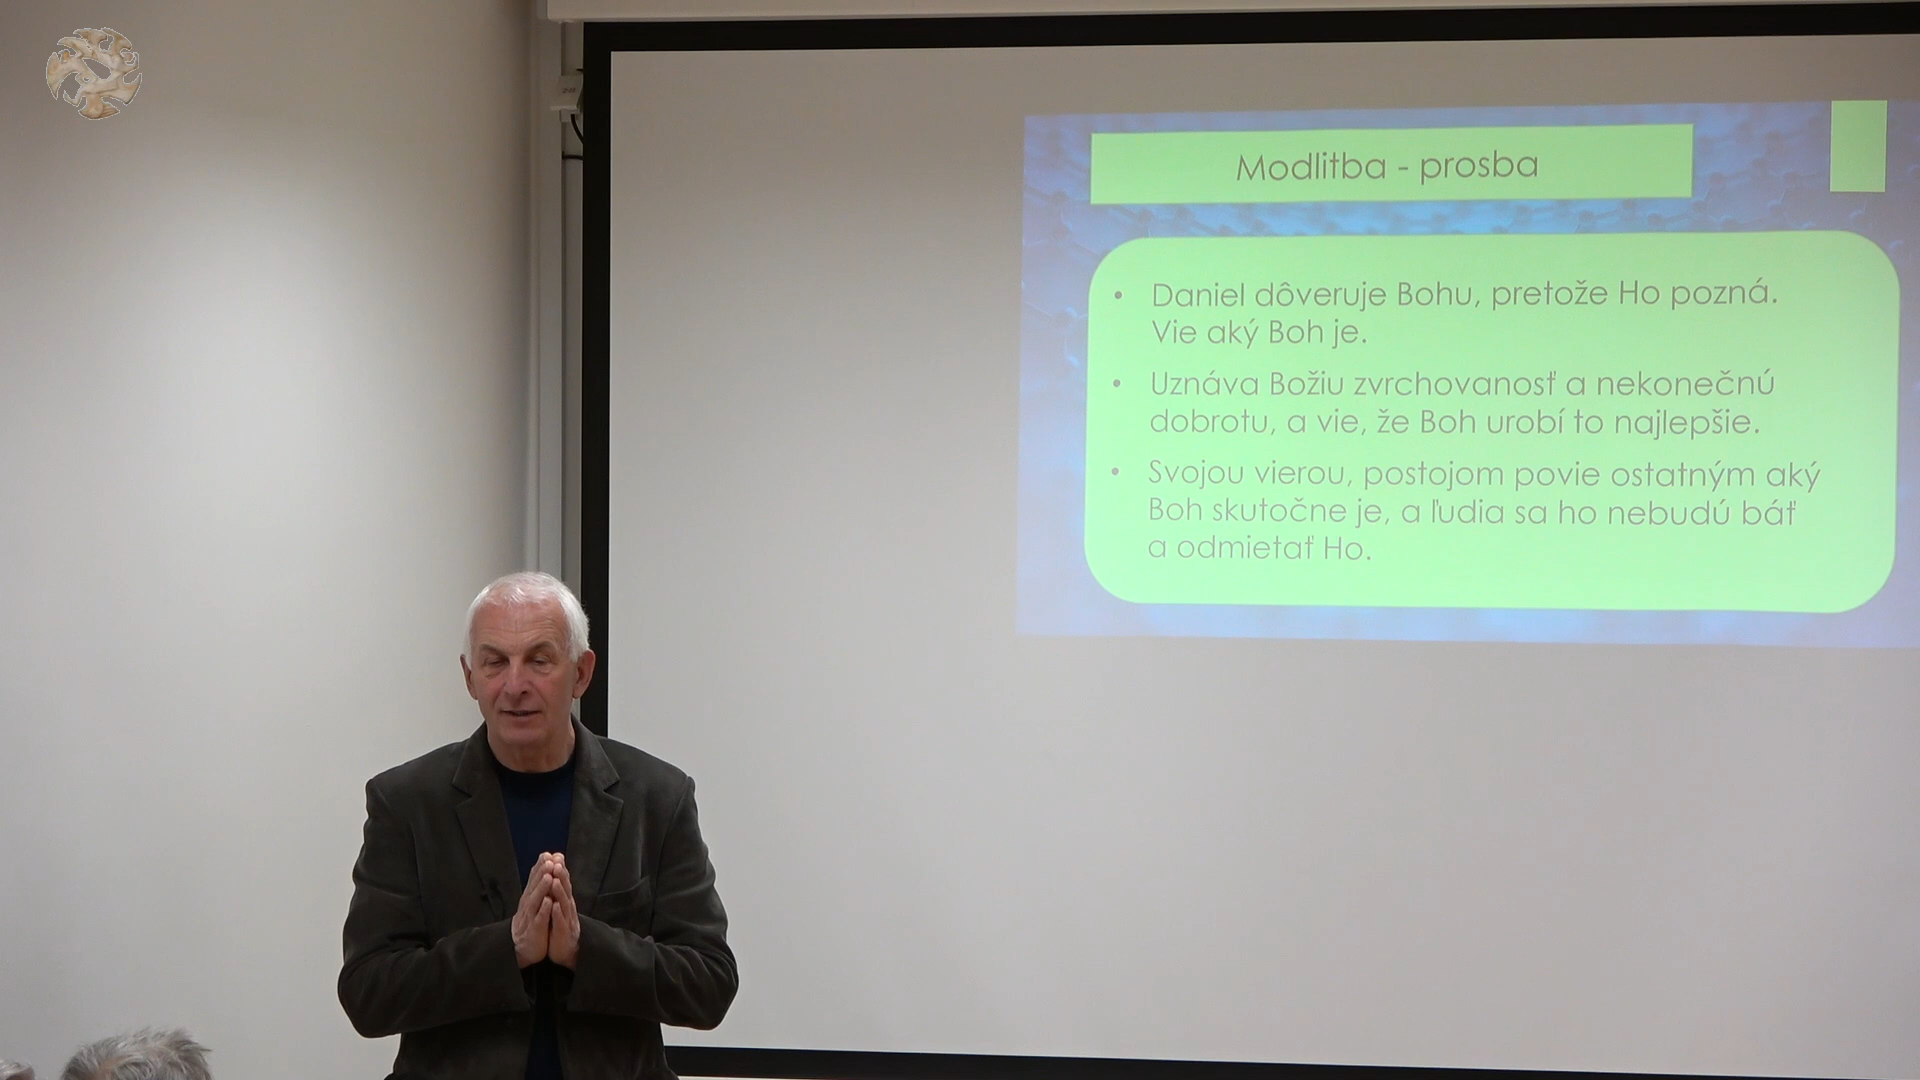 Modlitba - prosba
• Daniel dôveruje Bohu, pretože Ho pozná.
Vie aký Boh je.
• Uznáva Božiu zvrchovanosť a nekonečnú
dobrotu, a vie, že Boh urobí to najlepšie.
• Svojou vierou, postojom povie ostatným aký
Boh skutočne je, a ľudia sa ho nebudú báť
a odmietať Ho.